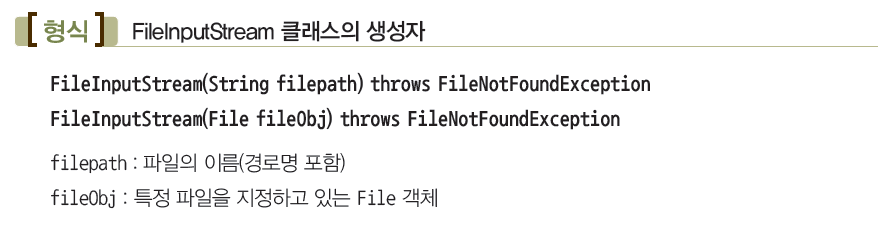 [형식] FileInputStream 클래스의 생성자
FileInputStream(String filepath) throws FileNotFoundException
FileInputStream(File fileObj) throws FileNotFoundException
filepath : 파일의 이름(경로명 포함)
fileObj : 특정 파일을 지정하고 있는 File 객체